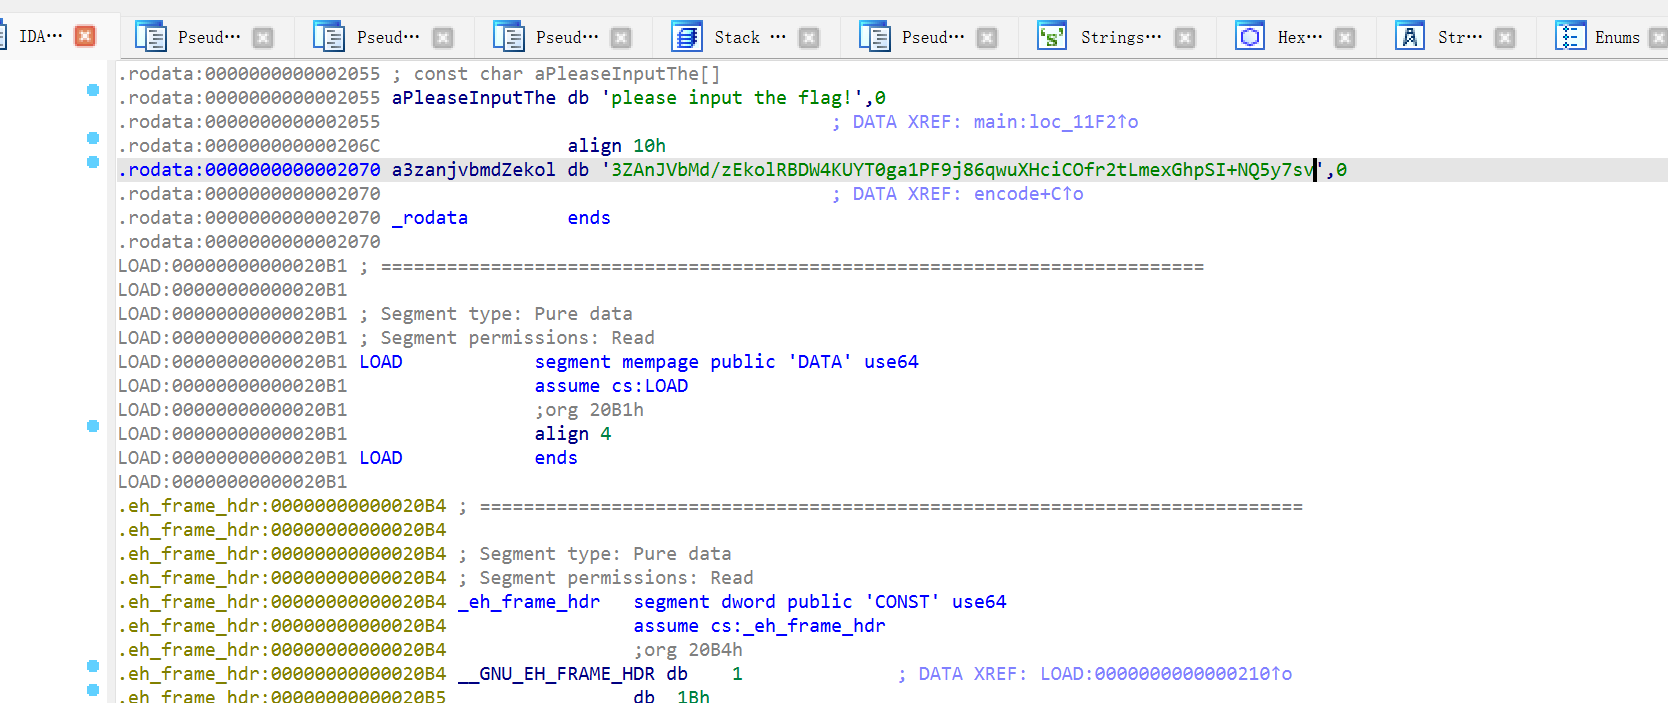 IDA⋯ Pseud⋯ Pseud⋯ Pseud⋯ Stack ⋯ Pseud⋯ Strings⋯ Hex⋯ Str⋯ Enums
.rodata:0000000000002055 ; const char aPleaseInputThe[]
.rodata:0000000000002055 aPleaseInputThe db 'please input the flag!',0
.rodata:0000000000002055 ; DATA XREF: main:loc_11F2↑o
.rodata:000000000000206C align 10h
.rodata:0000000000002070 a3zanjvbmdZekol db '3ZAnJVbMd/zEkolRBDW4KUYT0ga1PF9j86qwuXHciCOfr2tLmexGhpSI+NQ5y7sv',0
.rodata:0000000000002070 ; DATA XREF: encode+C↑o
.rodata:0000000000002070 _rodata ends
.rodata:0000000000002070
LOAD:00000000000020B1 ; ===========================================================================
LOAD:00000000000020B1
LOAD:00000000000020B1 ; Segment type: Pure data
LOAD:00000000000020B1 ; Segment permissions: Read
LOAD:00000000000020B1 LOAD segment mempage public 'DATA' use64
LOAD:00000000000020B1 assume cs:LOAD
LOAD:00000000000020B1 ;org 20B1h
LOAD:00000000000020B1 align 4
LOAD:00000000000020B1 LOAD ends
LOAD:00000000000020B1
.eh_frame_hdr:00000000000020B4 ; ===========================================================================
.eh_frame_hdr:00000000000020B4
.eh_frame_hdr:00000000000020B4 ; Segment type: Pure data
.eh_frame_hdr:00000000000020B4 ; Segment permissions: Read
.eh_frame_hdr:00000000000020B4 _eh_frame_hdr segment dword public 'CONST' use64
.eh_frame_hdr:00000000000020B4 assume cs:_eh_frame_hdr
.eh_frame_hdr:00000000000020B4 ;org 20B4h
.eh_frame_hdr:00000000000020B4 __GNU_EH_FRAME_HDR db 1 ; DATA XREF: LOAD:0000000000000210↑o
.eh_frame_hdr:00000000000020B5 db 1Bh